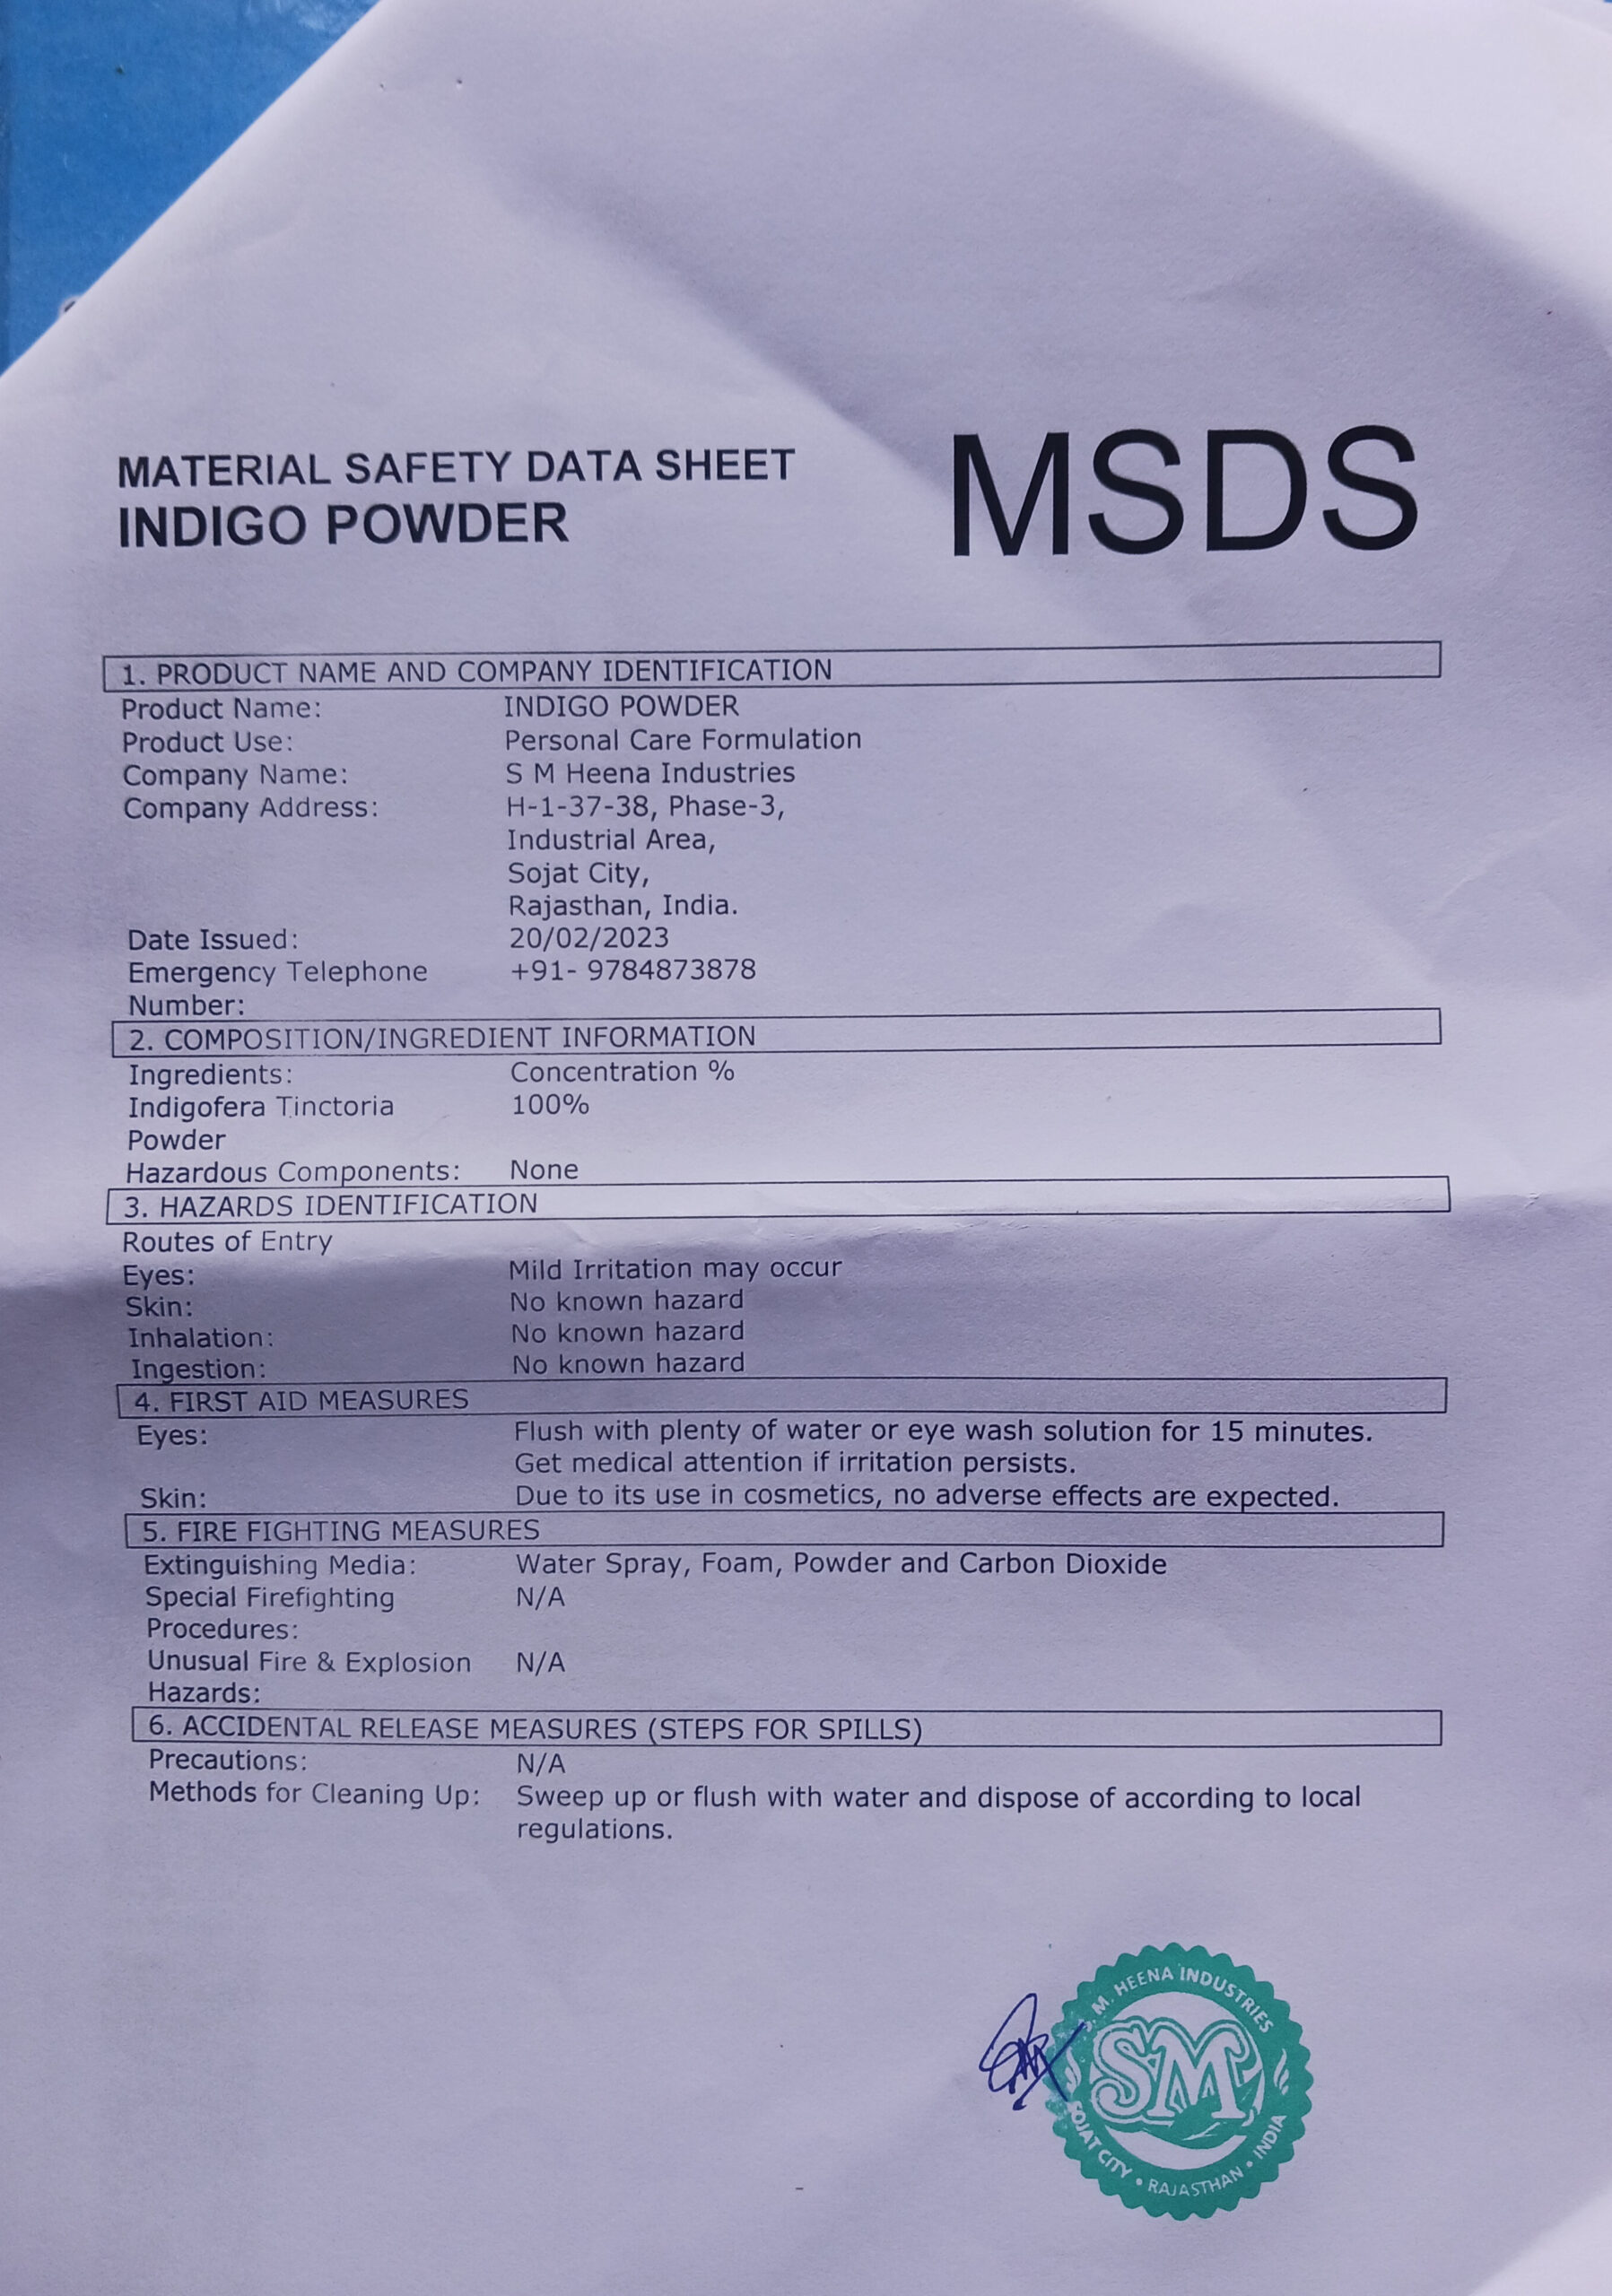 MATERIAL SAFETY DATA SHEET
INDIGO POWDER
MSDS
1. PRODUCT NAME AND COMPANY IDENTIFICATION
Product Name: INDIGO POWDER
Product Use: Personal Care Formulation
Company Name: S M Heena Industries
Company Address: H-1-37-38, Phase-3,
Industrial Area,
Sojat City,
Rajasthan, India.
Date Issued: 20/02/2023
Emergency Telephone +91- 9784873878
Number:
2. COMPOSITION/INGREDIENT INFORMATION
Ingredients: Concentration %
Indigofera Tinctoria 100%
Powder
Hazardous Components: None
3. HAZARDS IDENTIFICATION
Routes of Entry
Eyes: Mild Irritation may occur
Skin: No known hazard
Inhalation: No known hazard
Ingestion: No known hazard
4. FIRST AID MEASURES
Eyes: Flush with plenty of water or eye wash solution for 15 minutes.
Get medical attention if irritation persists.
Skin: Due to its use in cosmetics, no adverse effects are expected.
5. FIRE FIGHTING MEASURES
Extinguishing Media: Water Spray, Foam, Powder and Carbon Dioxide
Special Firefighting N/A
Procedures:
Unusual Fire & Explosion N/A
Hazards:
6. ACCIDENTAL RELEASE MEASURES (STEPS FOR SPILLS)
Precautions: N/A
Methods for Cleaning Up: Sweep up or flush with water and dispose of according to local
regulations.
S. M. HEENA INDUSTRIES
SM
SOJAT CITY • RAJASTHAN • INDIA